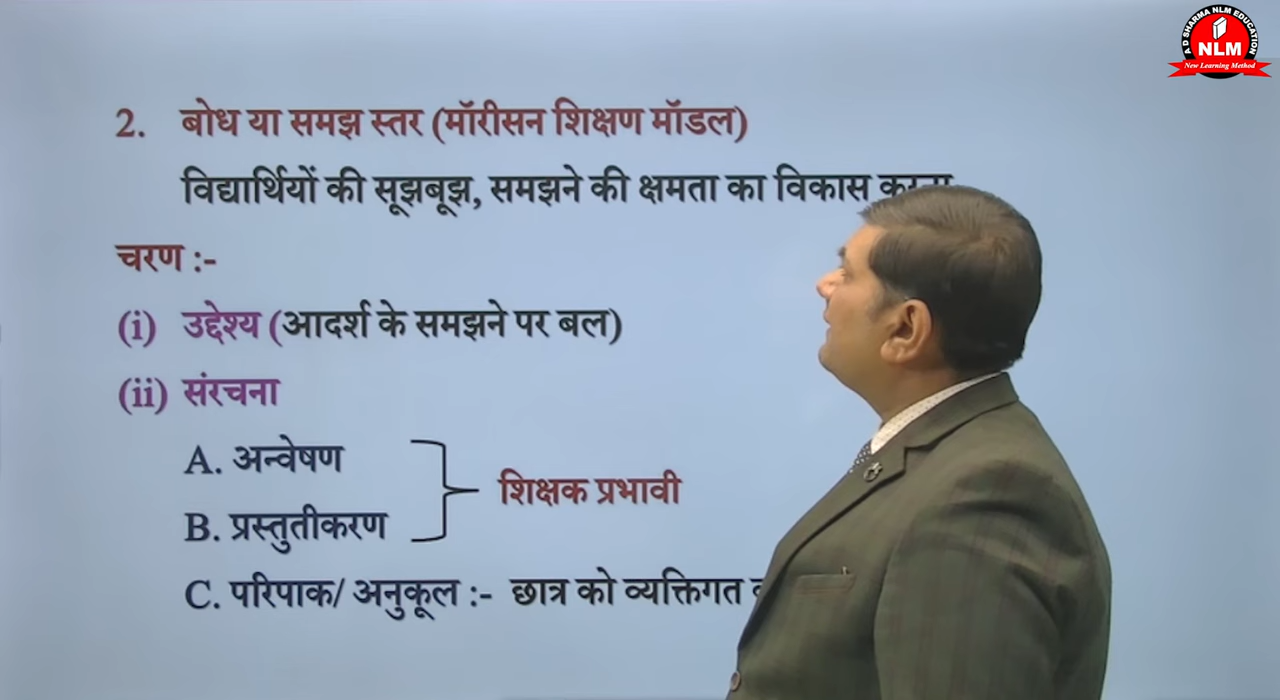 A D SHARMA NLM EDUCATION
NLM
New Learning Method
2. बोध या समझ स्तर (मॉरीसन शिक्षण मॉडल)
विद्यार्थियों की सूझबूझ, समझने की क्षमता का विकास करना
चरण :-
(i) उद्देश्य (आदर्श के समझने पर बल)
(ii) संरचना
A. अन्वेषण
B. प्रस्तुतीकरण
शिक्षक प्रभावी
C. परिपाक/ अनुकूल :- छात्र को व्यक्तिगत